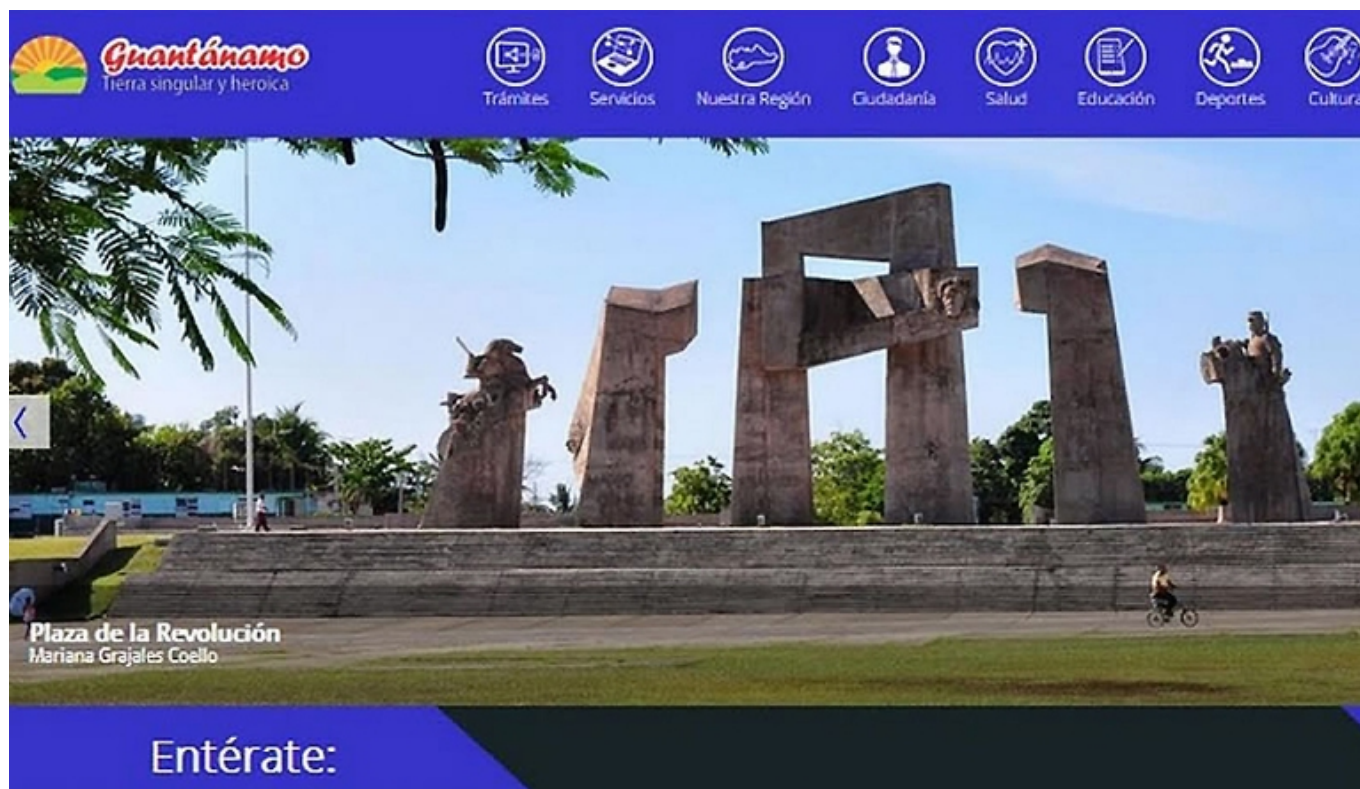 Guantánamo
Tierra singular y heroica
Trámites
Servicios
Nuestra Región
Ciudadanía
Salud
Educación
Deportes
Cultura
Plaza de la Revolución
Mariana Grajales Coello
Entérate: